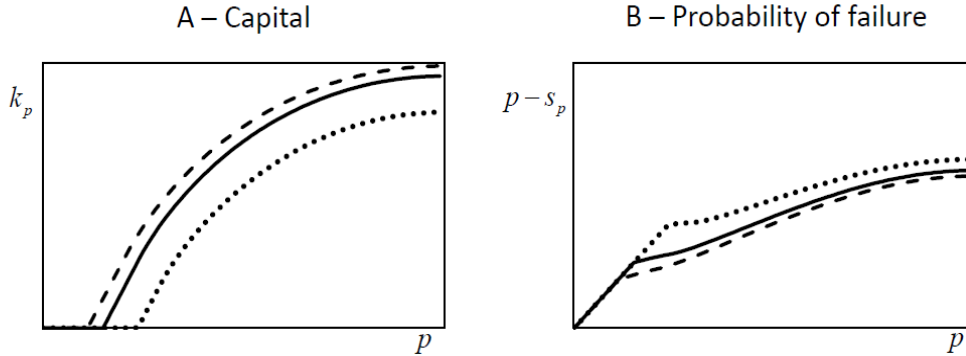 A – Capital
k_p
p
B – Probability of failure
p – s_p
p